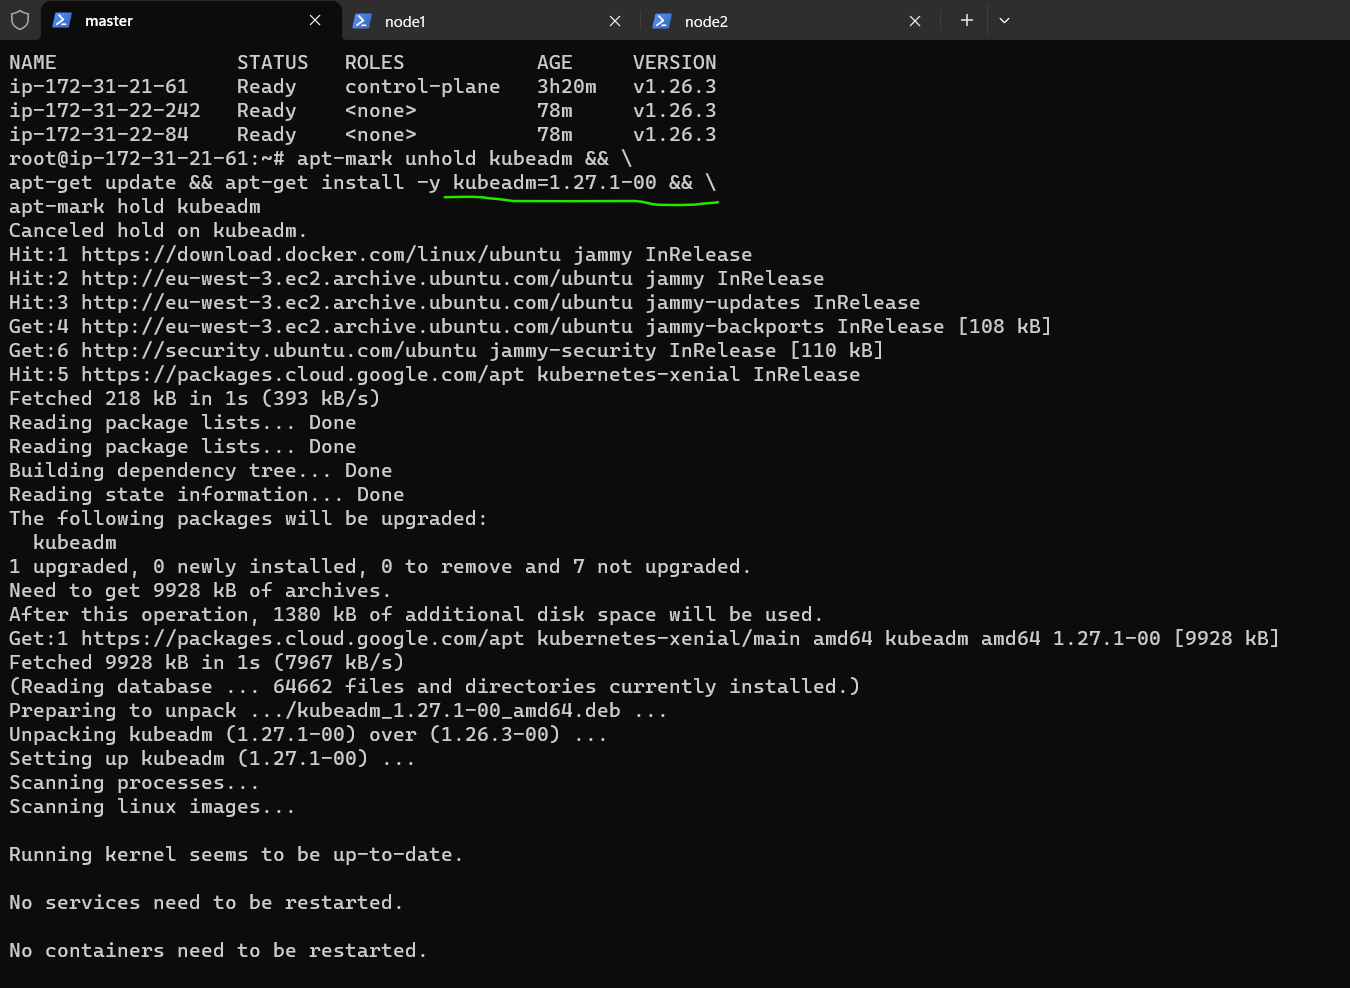 master node1 node2
NAME STATUS ROLES AGE VERSION
ip-172-31-21-61 Ready control-plane 3h20m v1.26.3
ip-172-31-22-242 Ready <none> 78m v1.26.3
ip-172-31-22-84 Ready <none> 78m v1.26.3
root@ip-172-31-21-61:~# apt-mark unhold kubeadm && \
apt-get update && apt-get install -y kubeadm=1.27.1-00 && \
apt-mark hold kubeadm
Canceled hold on kubeadm.
Hit:1 https://download.docker.com/linux/ubuntu jammy InRelease
Hit:2 http://eu-west-3.ec2.archive.ubuntu.com/ubuntu jammy InRelease
Hit:3 http://eu-west-3.ec2.archive.ubuntu.com/ubuntu jammy-updates InRelease
Get:4 http://eu-west-3.ec2.archive.ubuntu.com/ubuntu jammy-backports InRelease [108 kB]
Get:6 http://security.ubuntu.com/ubuntu jammy-security InRelease [110 kB]
Hit:5 https://packages.cloud.google.com/apt kubernetes-xenial InRelease
Fetched 218 kB in 1s (393 kB/s)
Reading package lists... Done
Reading package lists... Done
Building dependency tree... Done
Reading state information... Done
The following packages will be upgraded:
  kubeadm
1 upgraded, 0 newly installed, 0 to remove and 7 not upgraded.
Need to get 9928 kB of archives.
After this operation, 1380 kB of additional disk space will be used.
Get:1 https://packages.cloud.google.com/apt kubernetes-xenial/main amd64 kubeadm amd64 1.27.1-00 [9928 kB]
Fetched 9928 kB in 1s (7967 kB/s)
(Reading database ... 64662 files and directories currently installed.)
Preparing to unpack .../kubeadm_1.27.1-00_amd64.deb ...
Unpacking kubeadm (1.27.1-00) over (1.26.3-00) ...
Setting up kubeadm (1.27.1-00) ...
Scanning processes...
Scanning linux images...
Running kernel seems to be up-to-date.
No services need to be restarted.
No containers need to be restarted.